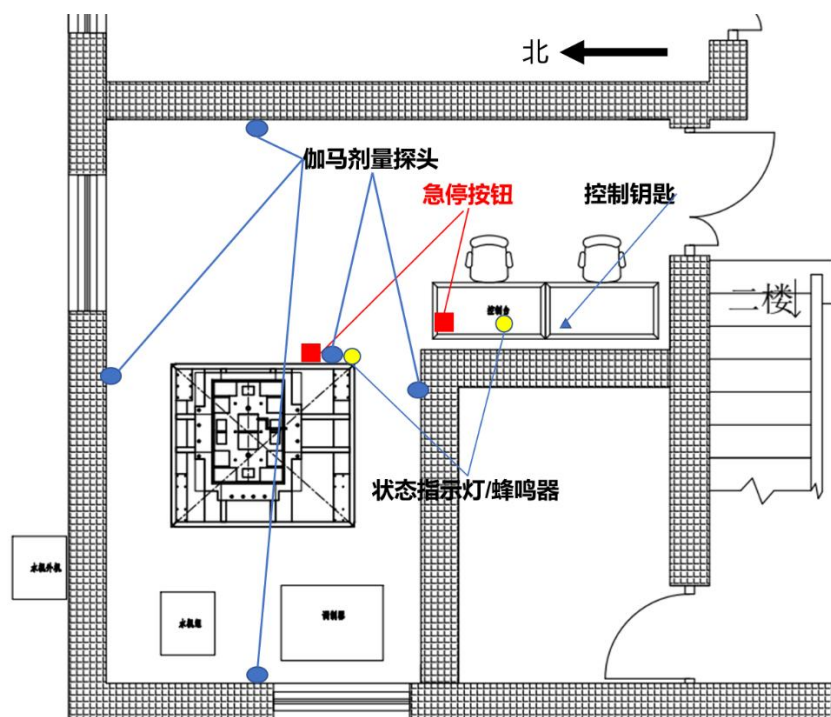 北
伽马剂量探头
急停按钮
控制钥匙
二楼
控制台
状态指示灯/蜂鸣器
水机外机
水机组
调制器